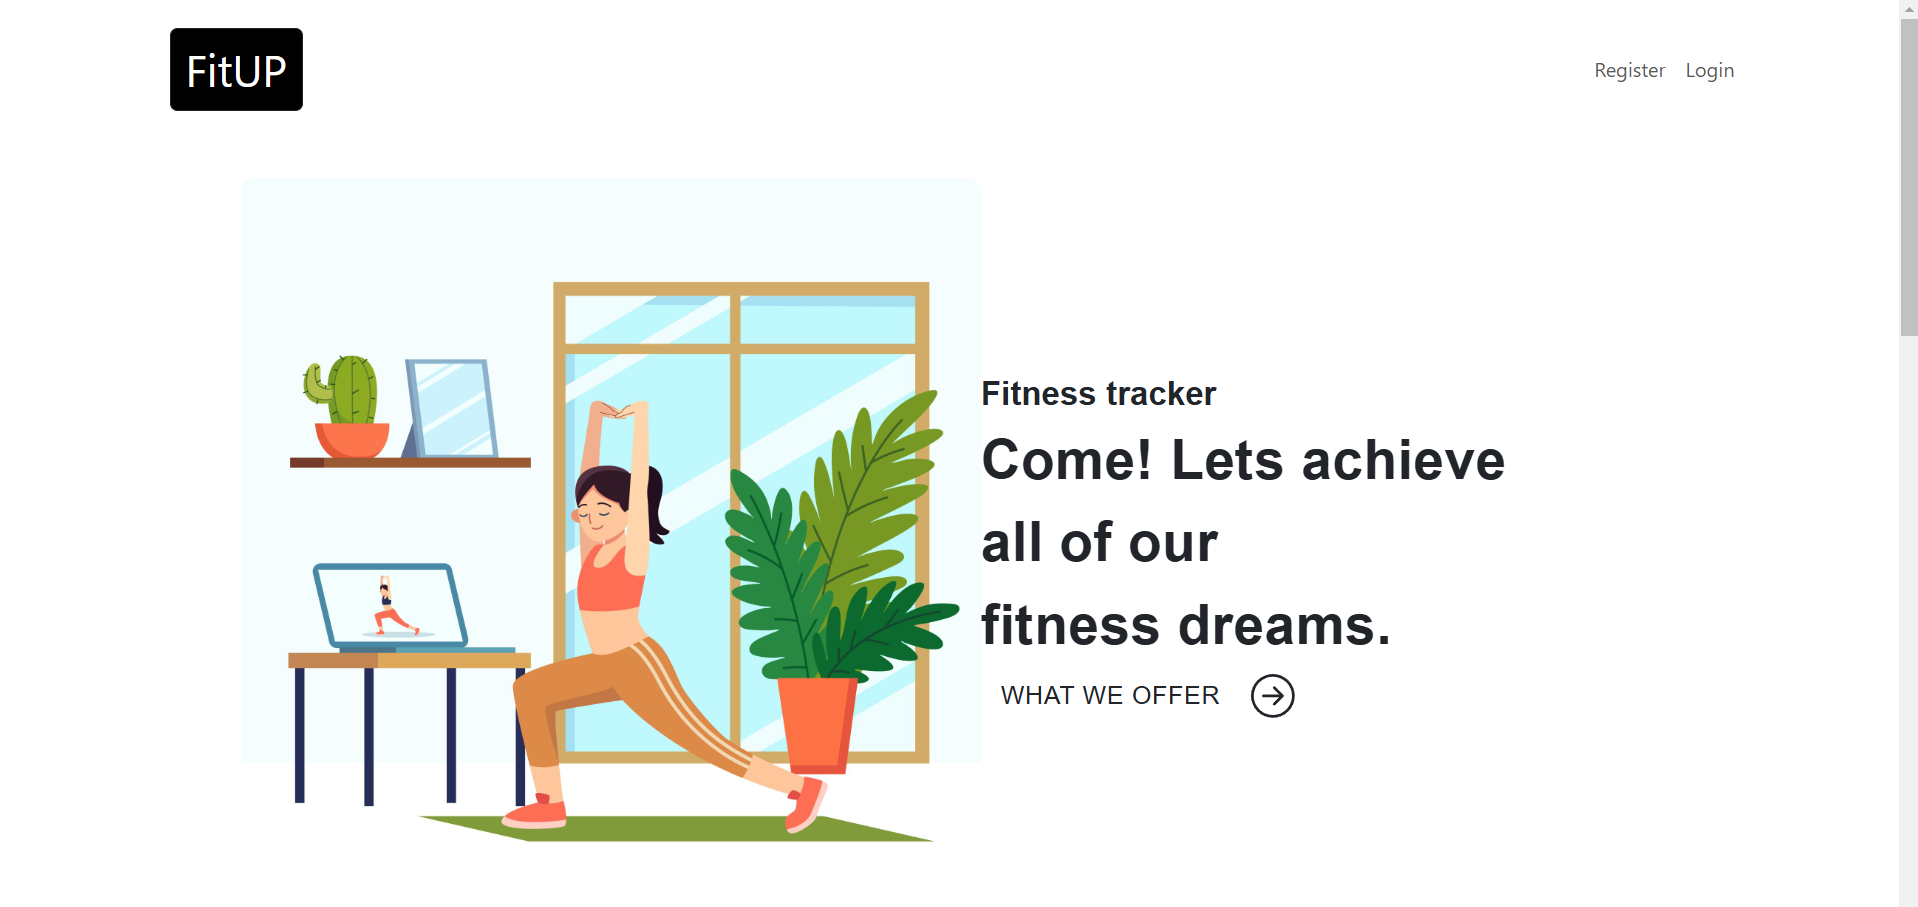 FitUP
Register Login
Fitness tracker
Come! Lets achieve
all of our
fitness dreams.
WHAT WE OFFER